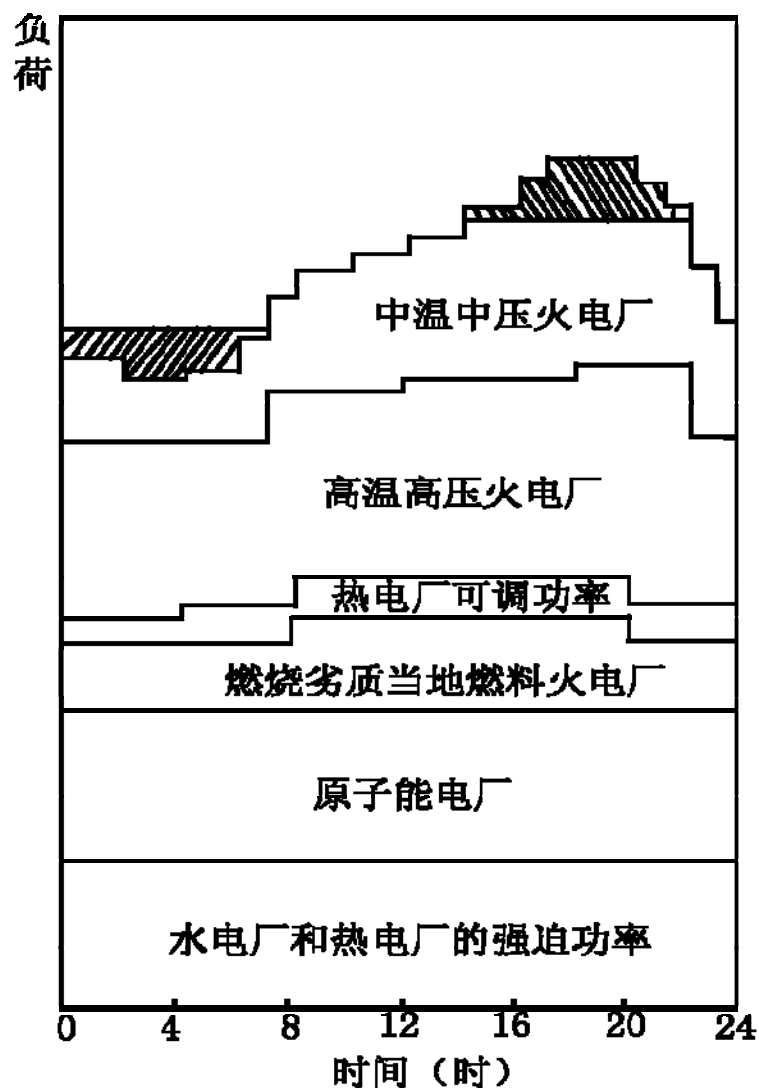 负
荷
中温中压火电厂
高温高压火电厂
热电厂可调功率
燃烧劣质当地燃料火电厂
原子能电厂
水电厂和热电厂的强迫功率
0 4 8 12 16 20 24
时间（时）